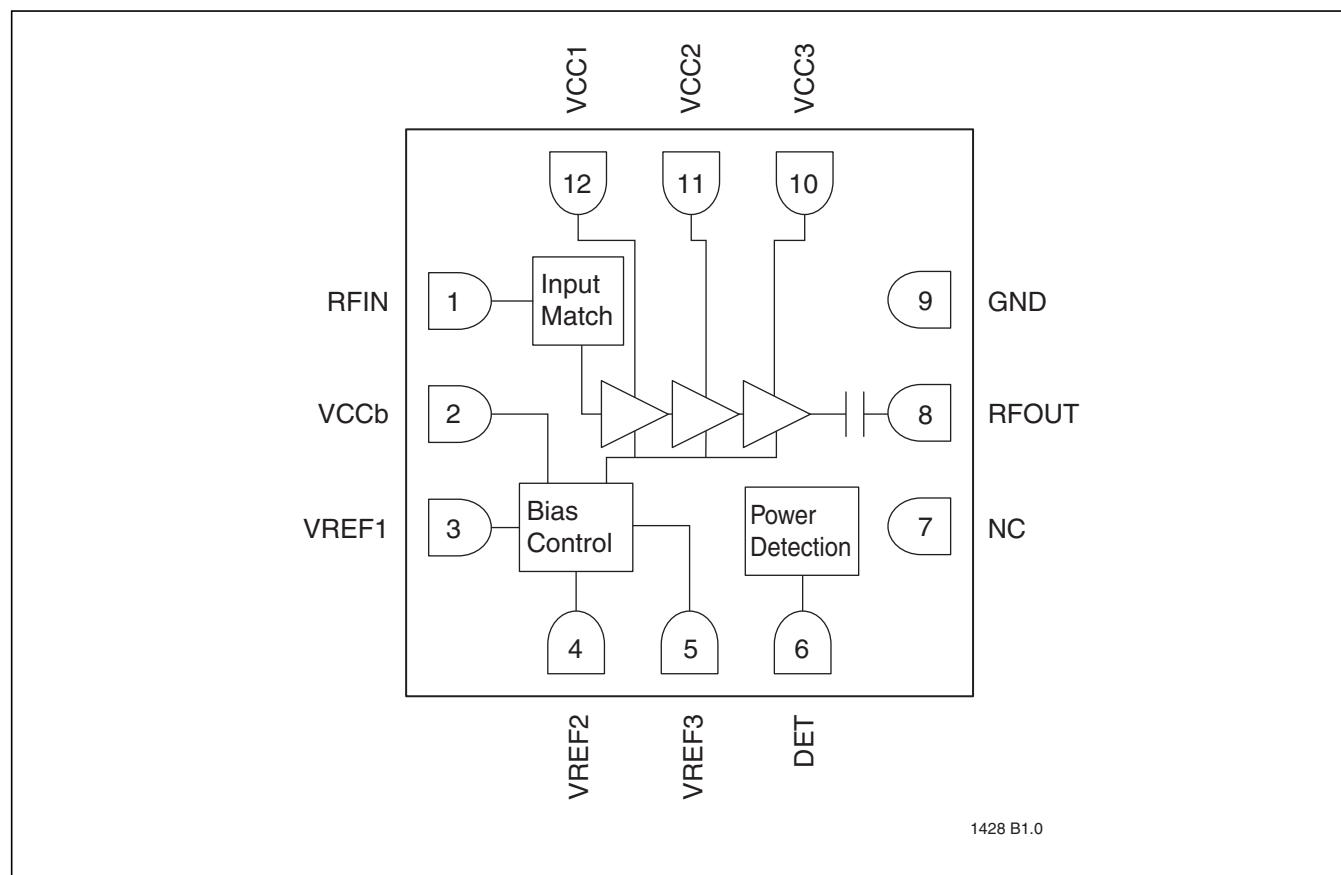 VCC1
VCC2
VCC3
12
11
10
RFIN
1
Input
Match
9
GND
VCCb
2
8
RFOUT
VREF1
3
Bias
Control
Power
Detection
7
NC
4
5
6
VREF2
VREF3
DET
1428 B1.0